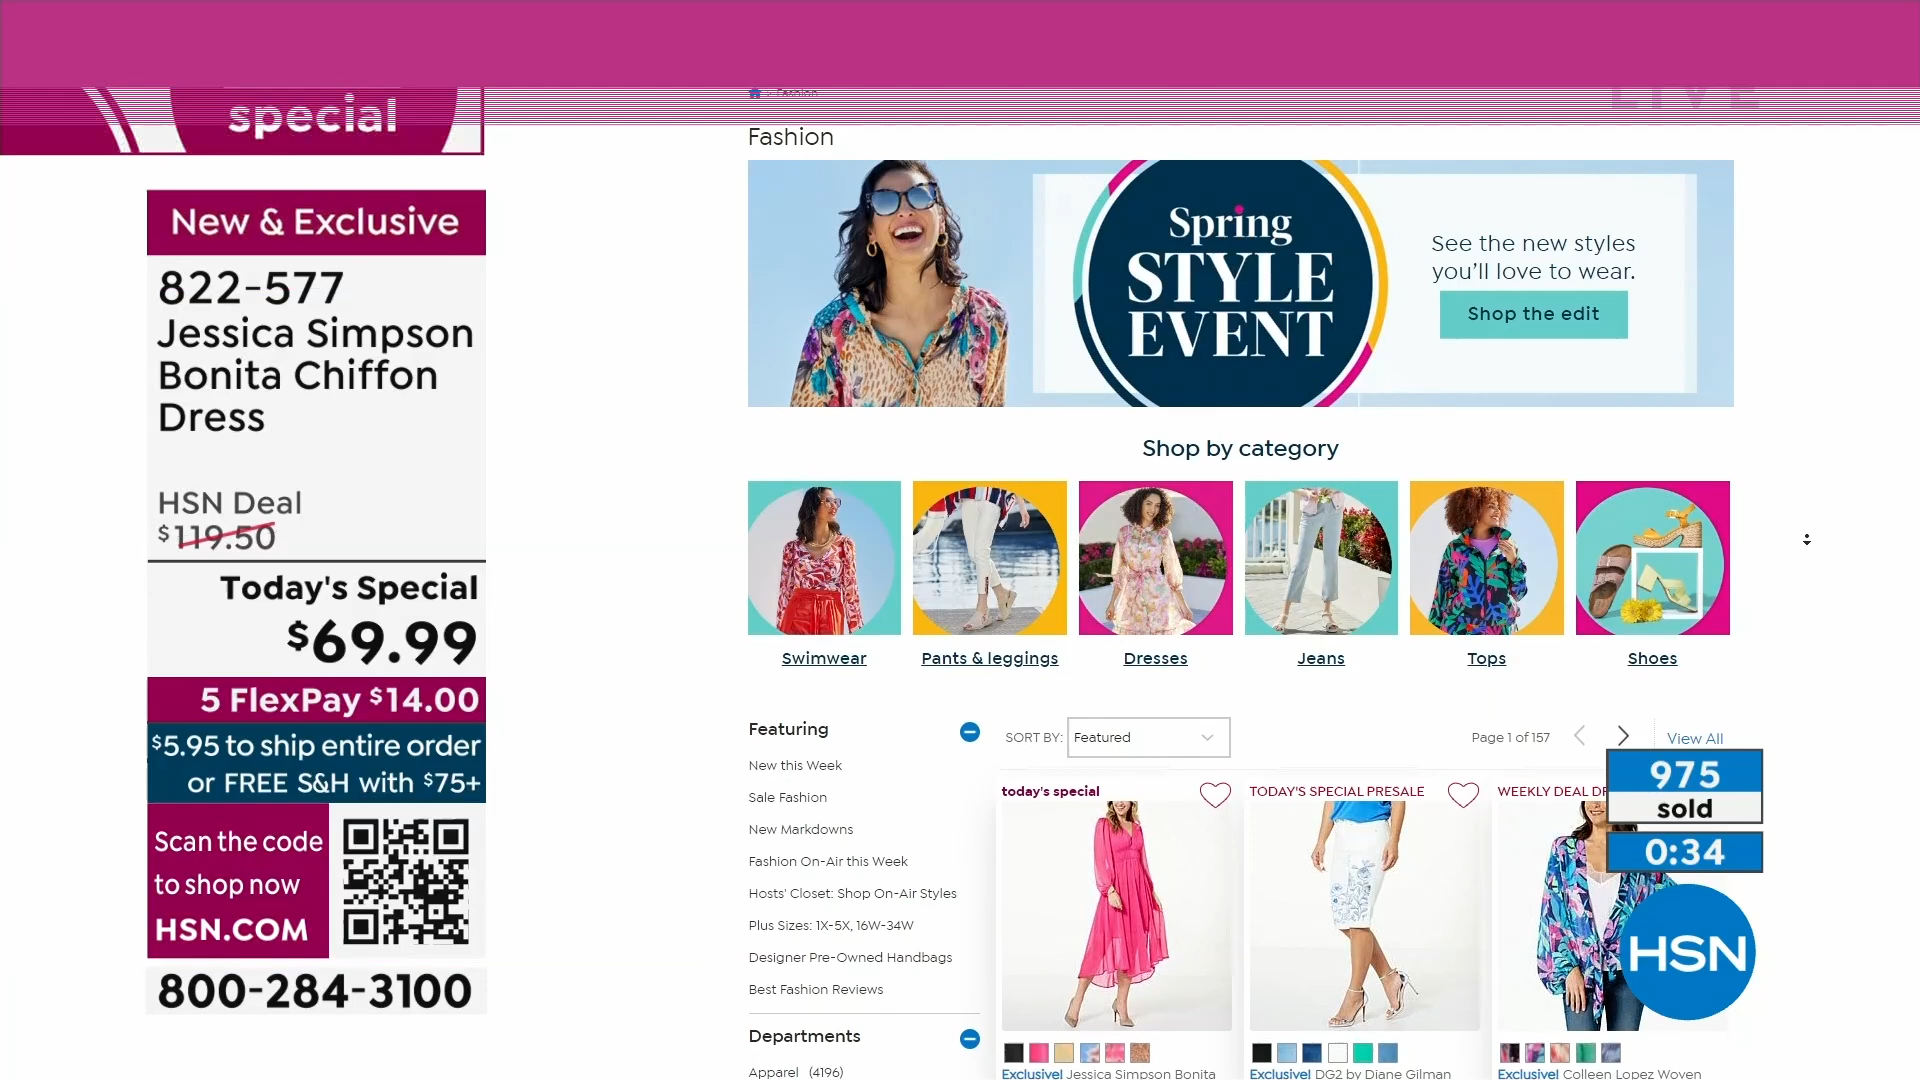 special
New & Exclusive
822-577
Jessica Simpson
Bonita Chiffon
Dress
HSN Deal
$119.50
Today's Special
$69.99
5 FlexPay $14.00
$5.95 to ship entire order
or FREE S&H with $75+
Scan the code
to shop now
HSN.COM
800-284-3100
Fashion
LIVE
Fashion
Spring
STYLE
EVENT
See the new styles
you'll love to wear.
Shop the edit
Shop by category
Swimwear
Pants & leggings
Dresses
Jeans
Tops
Shoes
Featuring
New this Week
Sale Fashion
New Markdowns
Fashion On-Air this Week
Hosts' Closet: Shop On-Air Styles
Plus Sizes: 1X-5X, 16W-34W
Designer Pre-Owned Handbags
Best Fashion Reviews
Departments
Apparel (4196)
SORT BY: Featured
Page 1 of 157
View All
today's special
TODAY'S SPECIAL PRESALE
WEEKLY DEAL
Exclusive! Jessica Simpson Bonita
Exclusive! DG2 by Diane Gilman
Exclusive! Colleen Lopez Woven
975
sold
0:34
HSN